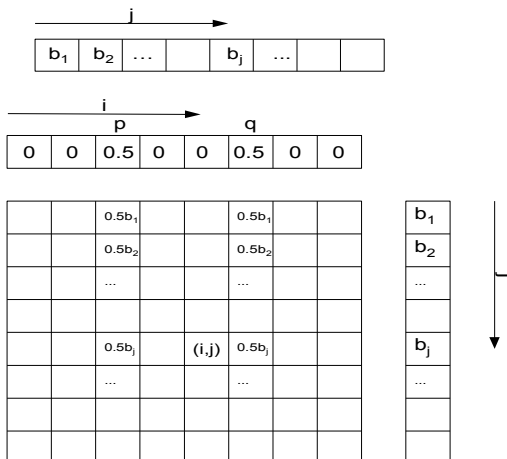 j
b₁ b₂ ... bⱼ ...
i
p q
0 0 0.5 0 0 0.5 0 0
0.5b₁ 0.5b₁ b₁
0.5b₂ 0.5b₂ b₂
... ... ...
j
0.5bⱼ (i,j) 0.5bⱼ bⱼ
... ... ...